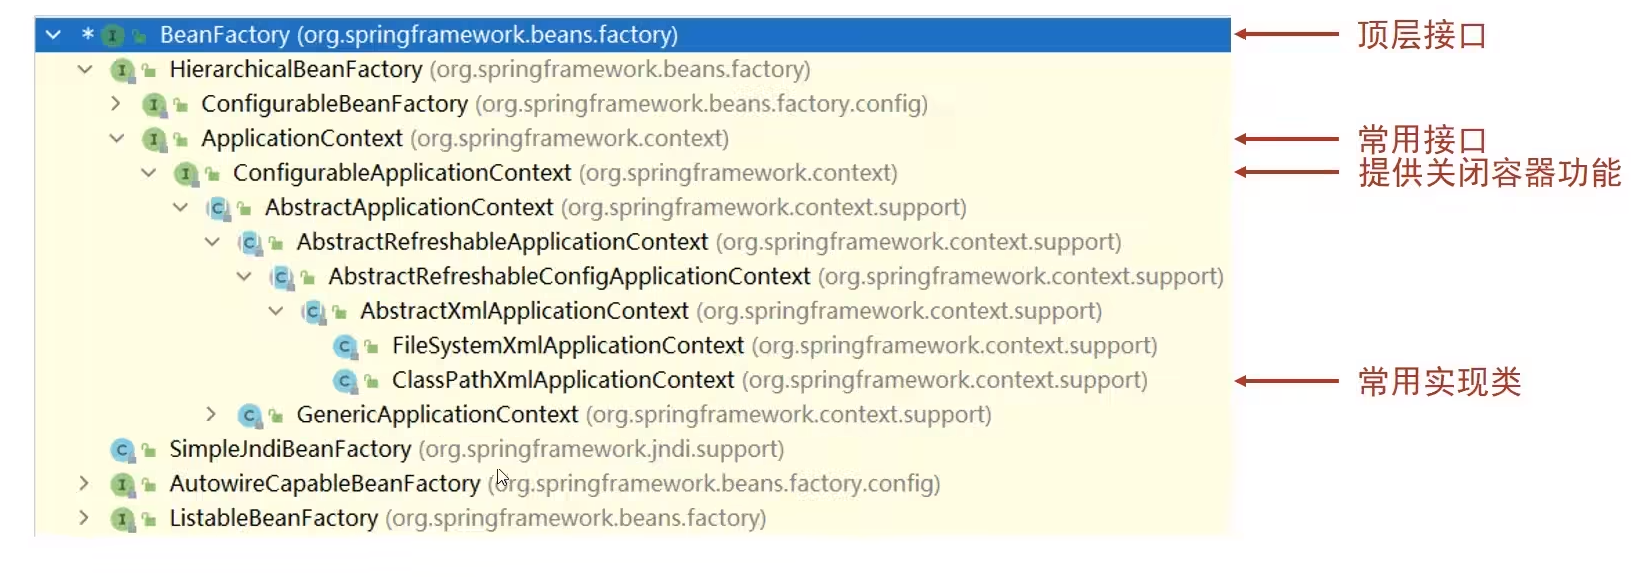 * BeanFactory (org.springframework.beans.factory) 顶层接口
HierarchicalBeanFactory (org.springframework.beans.factory)
ConfigurableBeanFactory (org.springframework.beans.factory.config)
ApplicationContext (org.springframework.context) 常用接口
ConfigurableApplicationContext (org.springframework.context) 提供关闭容器功能
AbstractApplicationContext (org.springframework.context.support)
AbstractRefreshableApplicationContext (org.springframework.context.support)
AbstractRefreshableConfigApplicationContext (org.springframework.context.support)
AbstractXmlApplicationContext (org.springframework.context.support)
FileSystemXmlApplicationContext (org.springframework.context.support)
ClassPathXmlApplicationContext (org.springframework.context.support) 常用实现类
GenericApplicationContext (org.springframework.context.support)
SimpleJndiBeanFactory (org.springframework.jndi.support)
AutowireCapableBeanFactory (org.springframework.beans.factory.config)
ListableBeanFactory (org.springframework.beans.factory)